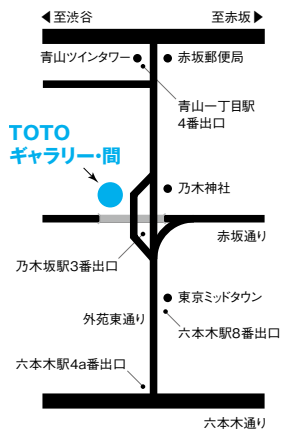 ◀至渋谷
至赤坂▶
青山ツインタワー
赤坂郵便局
青山一丁目駅
4番出口
TOTO
ギャラリー・間
乃木神社
赤坂通り
乃木坂駅3番出口
東京ミッドタウン
外苑東通り
六本木駅8番出口
六本木駅4a番出口
六本木通り